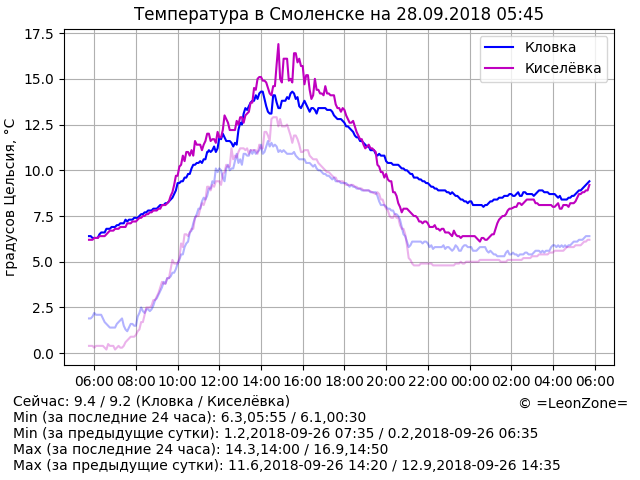 Температура в Смоленске на 28.09.2018 05:45
градусов Цельсия, °C
17.5
15.0
12.5
10.0
7.5
5.0
2.5
0.0
Кловка
Киселёвка
06:00 08:00 10:00 12:00 14:00 16:00 18:00 20:00 22:00 00:00 02:00 04:00 06:00
Сейчас: 9.4 / 9.2 (Кловка / Киселёвка)
© =LeonZone=
Min (за последние 24 часа): 6.3,05:55 / 6.1,00:30
Min (за предыдущие сутки): 1.2,2018-09-26 07:35 / 0.2,2018-09-26 06:35
Max (за последние 24 часа): 14.3,14:00 / 16.9,14:50
Max (за предыдущие сутки): 11.6,2018-09-26 14:20 / 12.9,2018-09-26 14:35